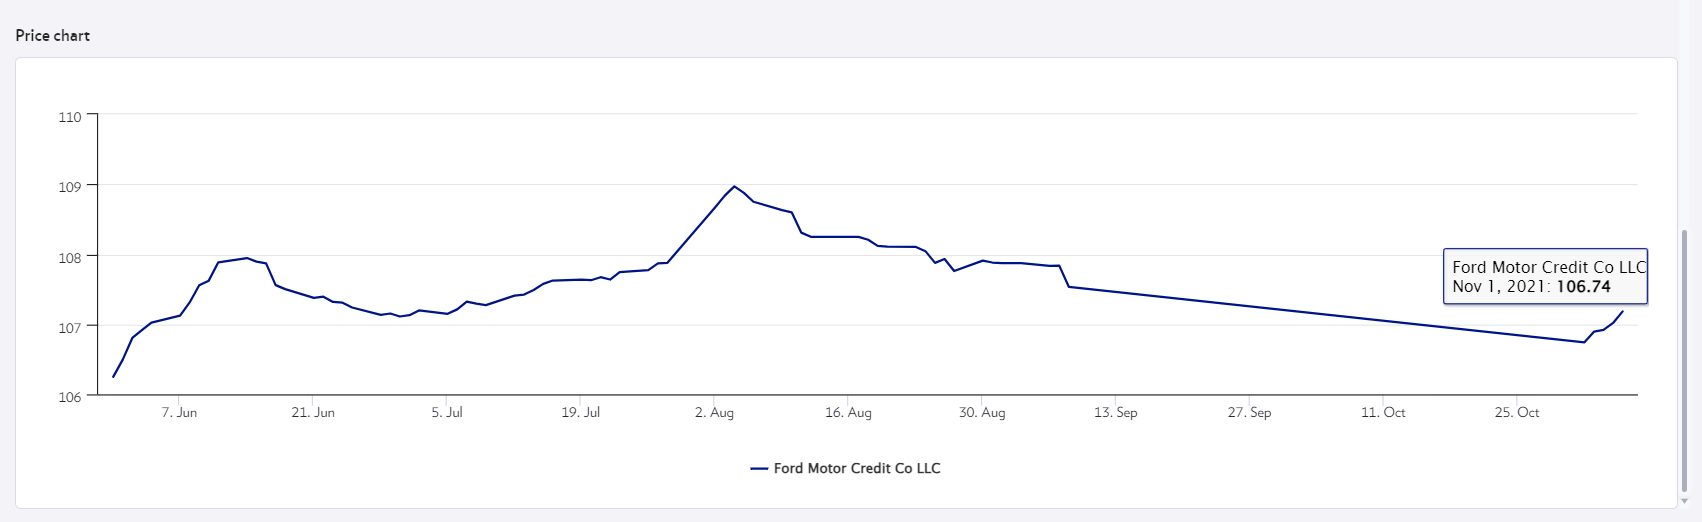 Price chart
110
109
108
107
106
7. Jun
21. Jun
5. Jul
19. Jul
2. Aug
16. Aug
30. Aug
13. Sep
27. Sep
11. Oct
25. Oct
Ford Motor Credit Co LLC
Nov 1, 2021: 106.74
Ford Motor Credit Co LLC